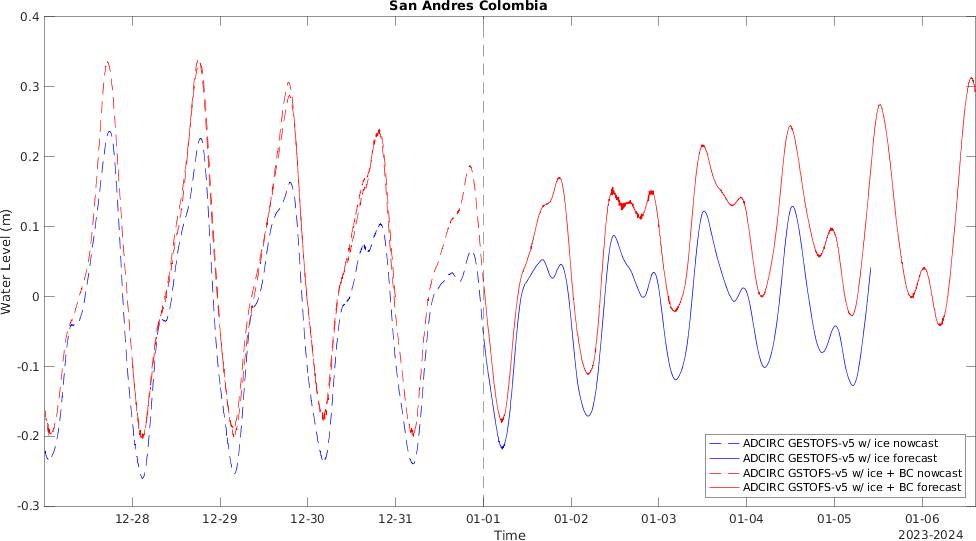 San Andres Colombia
Water Level (m)
0.4
0.3
0.2
0.1
0
-0.1
-0.2
-0.3
12-28 12-29 12-30 12-31 01-01 01-02 01-03 01-04 01-05 01-06
Time
2023-2024
ADCIRC GESTOFS-v5 w/ ice nowcast
ADCIRC GESTOFS-v5 w/ ice forecast
ADCIRC GSTOFS-v5 w/ ice + BC nowcast
ADCIRC GSTOFS-v5 w/ ice + BC forecast